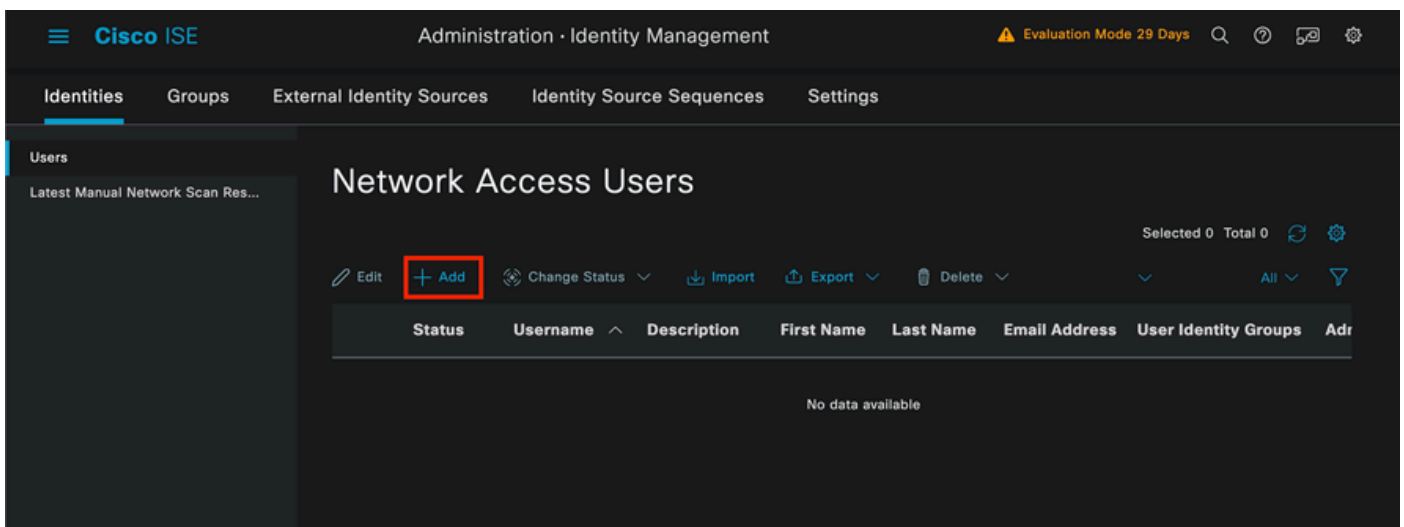 Cisco ISE Administration · Identity Management Evaluation Mode 29 Days
Identities Groups External Identity Sources Identity Source Sequences Settings
Users
Latest Manual Network Scan Res...
Network Access Users
Selected 0 Total 0
Edit + Add Change Status Import Export Delete All
Status Username Description First Name Last Name Email Address User Identity Groups Adr
No data available